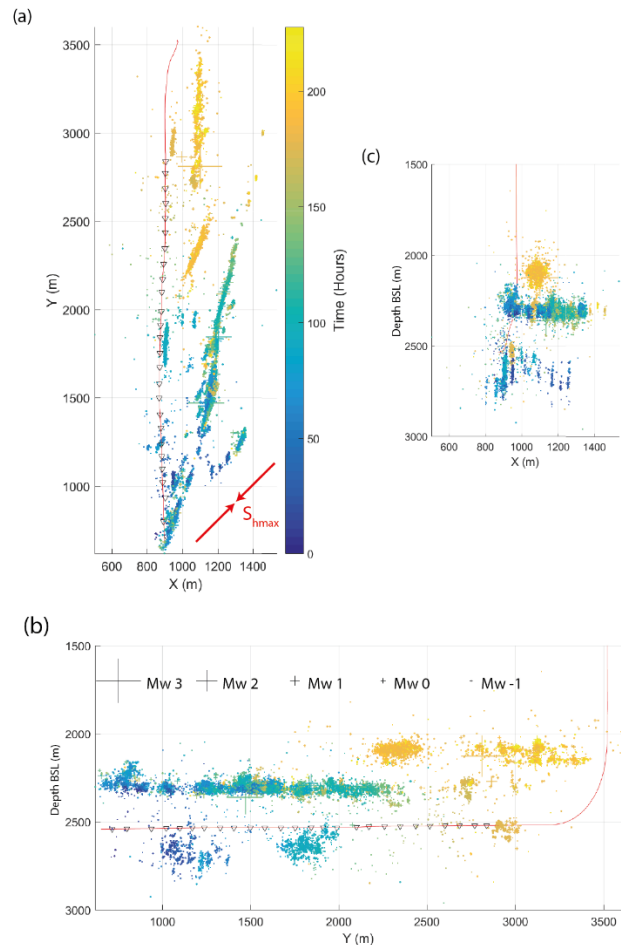 (a)
3500
3000
2500
2000
1500
1000
Y (m)
600 800 1000 1200 1400
X (m)
Shmax
200
150
100
50
0
Time (Hours)
(c)
1500
2000
2500
3000
Depth BSL (m)
600 800 1000 1200 1400
X (m)
(b)
1500
2000
2500
3000
Depth BSL (m)
Mw 3 Mw 2 Mw 1 Mw 0 Mw -1
1000 1500 2000 2500 3000 3500
Y (m)